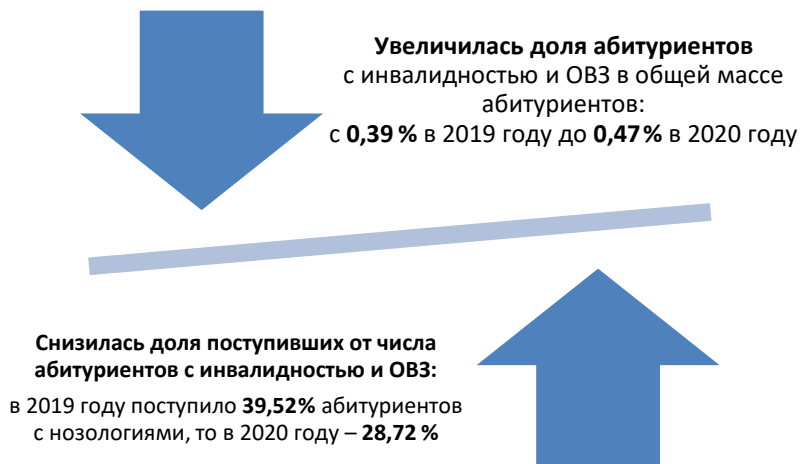 Увеличилась доля абитуриентов
с инвалидностью и ОВЗ в общей массе
абитуриентов:
с 0,39 % в 2019 году до 0,47% в 2020 году
Снизилась доля поступивших от числа
абитуриентов с инвалидностью и ОВЗ:
в 2019 году поступило 39,52% абитуриентов
с нозологиями, то в 2020 году – 28,72 %